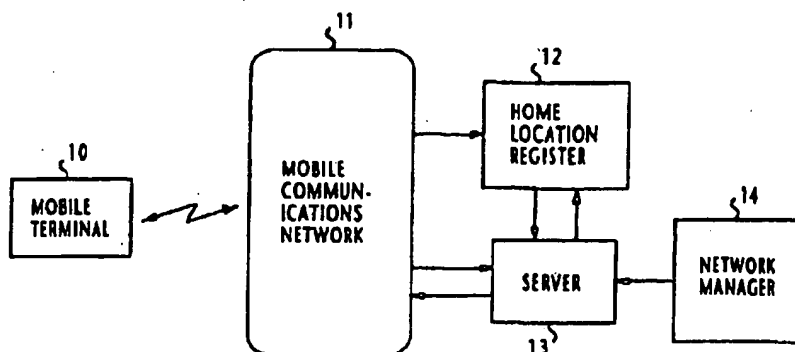 11
12
HOME
LOCATION
REGISTER
10
MOBILE
TERMINAL
MOBILE
COMMUN-
ICATIONS
NETWORK
14
SERVER
NETWORK
MANAGER
13